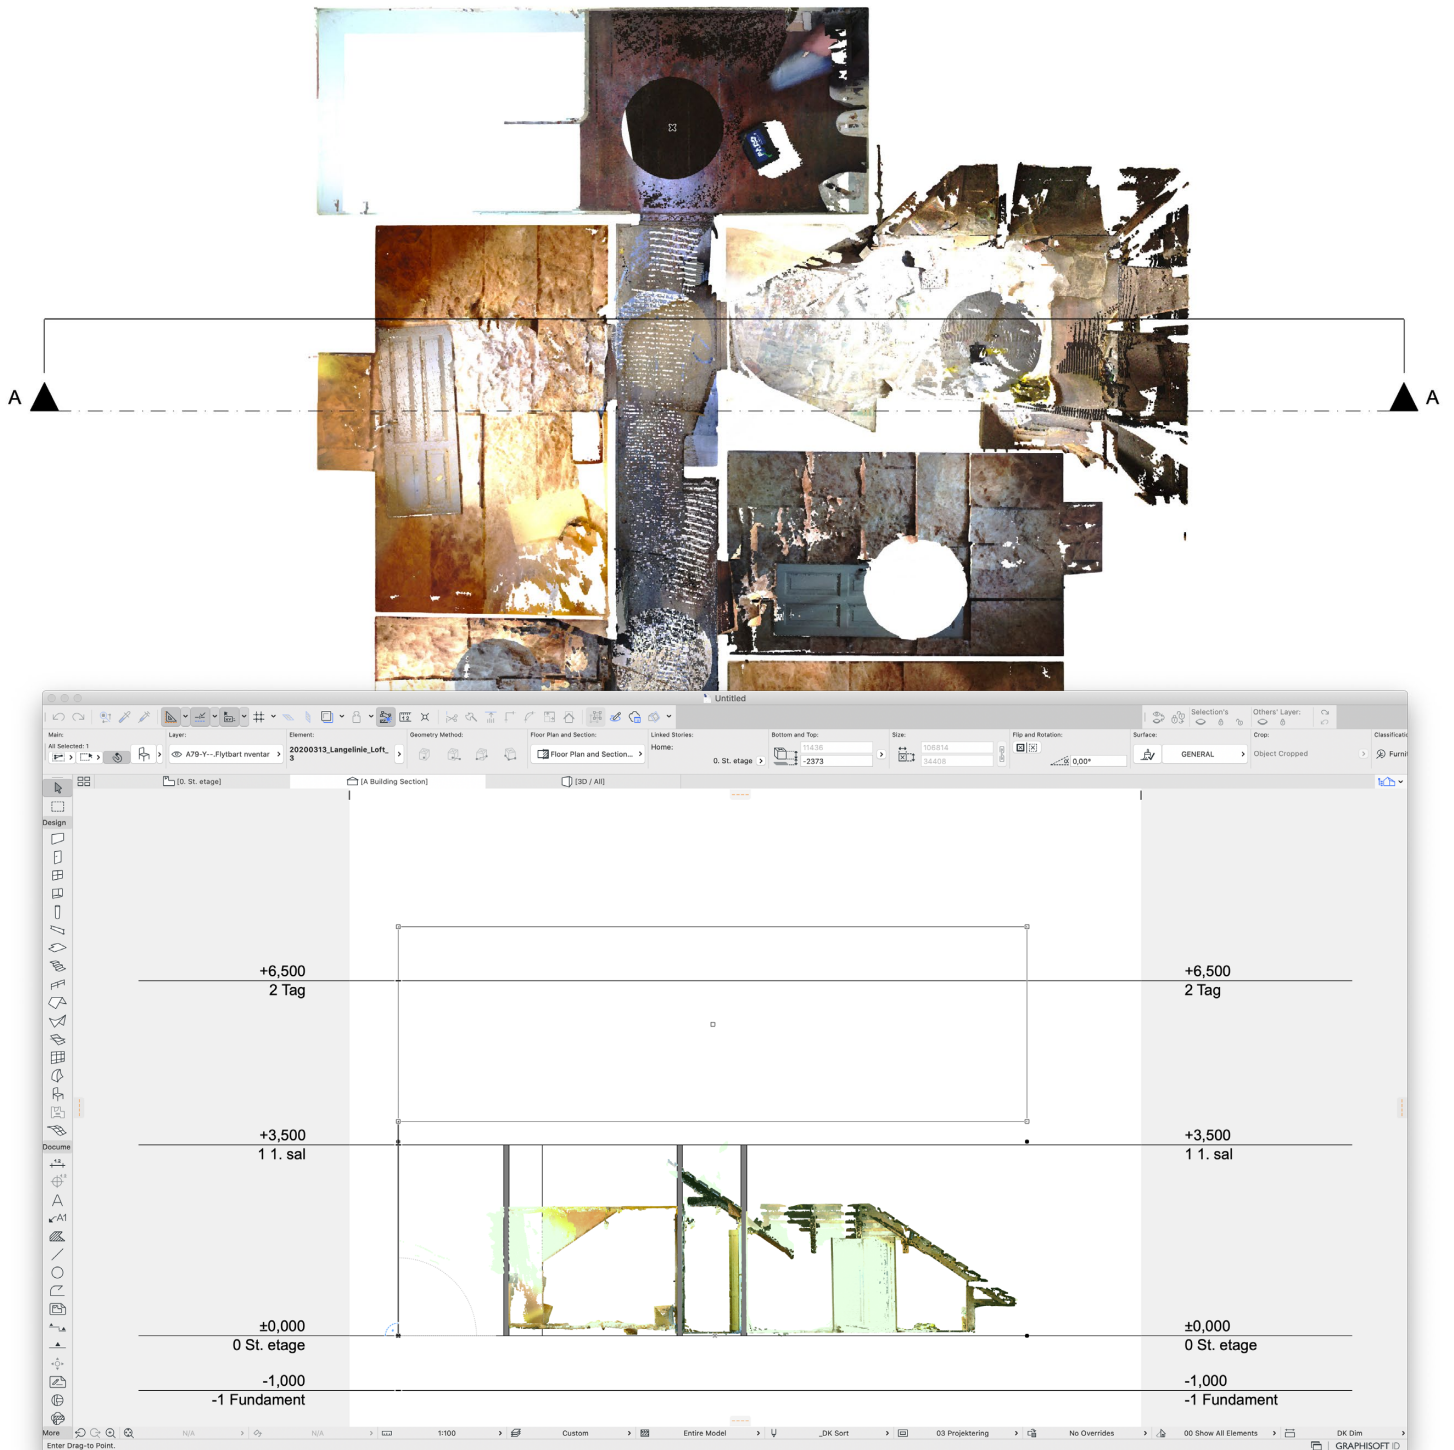 A
A
Untitled
Main:
All Selected: 1
Layer:
A79-Y--.Flytbart nventar
Element:
20200313_Langelinie_Loft_
3
Geometry Method:
Floor Plan and Section:
Floor Plan and Section...
Linked Stories:
Home:
0. St. etage
Bottom and Top:
11436
-2373
Size:
106814
34408
Flip and Rotation:
0,00°
Surface:
GENERAL
Selection's
Others' Layer:
Crop:
Object Cropped
Classificatio
Furni
[0. St. etage]
[A Building Section]
[3D / All]
Design
Docume
More
+6,500
2 Tag
+6,500
2 Tag
+3,500
1 1. sal
+3,500
1 1. sal
±0,000
0 St. etage
±0,000
0 St. etage
-1,000
-1 Fundament
-1,000
-1 Fundament
N/A
N/A
1:100
Custom
Entire Model
_DK Sort
03 Projektering
No Overrides
00 Show All Elements
DK Dim
Enter Drag-to Point.
GRAPHISOFT ID